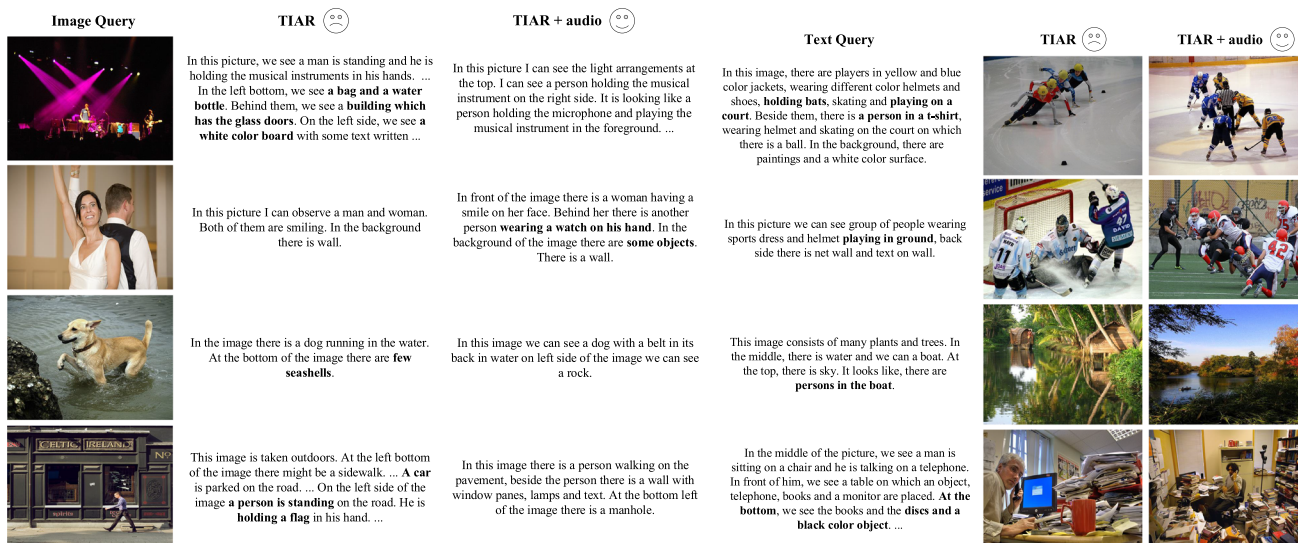 Image Query
TIAR
TIAR + audio
Text Query
TIAR
TIAR + audio
In this picture, we see a man is standing and he is
holding the musical instruments in his hands. ...
In the left bottom, we see a bag and a water
bottle. Behind them, we see a building which
has the glass doors. On the left side, we see a
a white color board with some text written ...
In this picture I can see the light arrangements at
the top. I can see a person holding the musical
instrument on the right side. It is looking like a
person holding the microphone and playing the
musical instrument in the foreground. ...
In this image, there are players in yellow and blue
color jackets, wearing different color helmets and
shoes, holding bats, skating and playing on a
court. Beside them, there is a person in a t-shirt,
wearing helmet and skating on the court on which
there is a ball. In the background, there are
paintings and a white color surface.
In this picture I can observe a man and woman.
Both of them are smiling. In the background
there is wall.
In front of the image there is a woman having a
smile on her face. Behind her there is another
person wearing a watch on his hand. In the
background of the image there are some objects.
There is a wall.
In this picture we can see group of people wearing
sports dress and helmet playing in ground, back
side there is net wall and text on wall.
11
97
DAVID
42
In the image there is a dog running in the water.
At the bottom of the image there are few
seashells.
In this image we can see a dog with a belt in its
back in water on left side of the image we can see
a rock.
This image consists of many plants and trees. In
the middle, there is water and we can a boat. At
the top, there is sky. It looks like, there are
persons in the boat.
CELTIC IRELAND
No
spirits
This image is taken outdoors. At the left bottom
of the image there might be a sidewalk. ... A car
is parked on the road. ... On the left side of the
image a person is standing on the road. He is
holding a flag in his hand. ...
In this image there is a person walking on the
pavement, beside the person there is a wall with
window panes, lamps and text. At the bottom left
of the image there is a manhole.
In the middle of the picture, we see a man is
sitting on a chair and he is talking on a telephone.
In front of him, we see a table on which an object,
telephone, books and a monitor are placed. At the
bottom, we see the books and the discs and a
black color object. ...